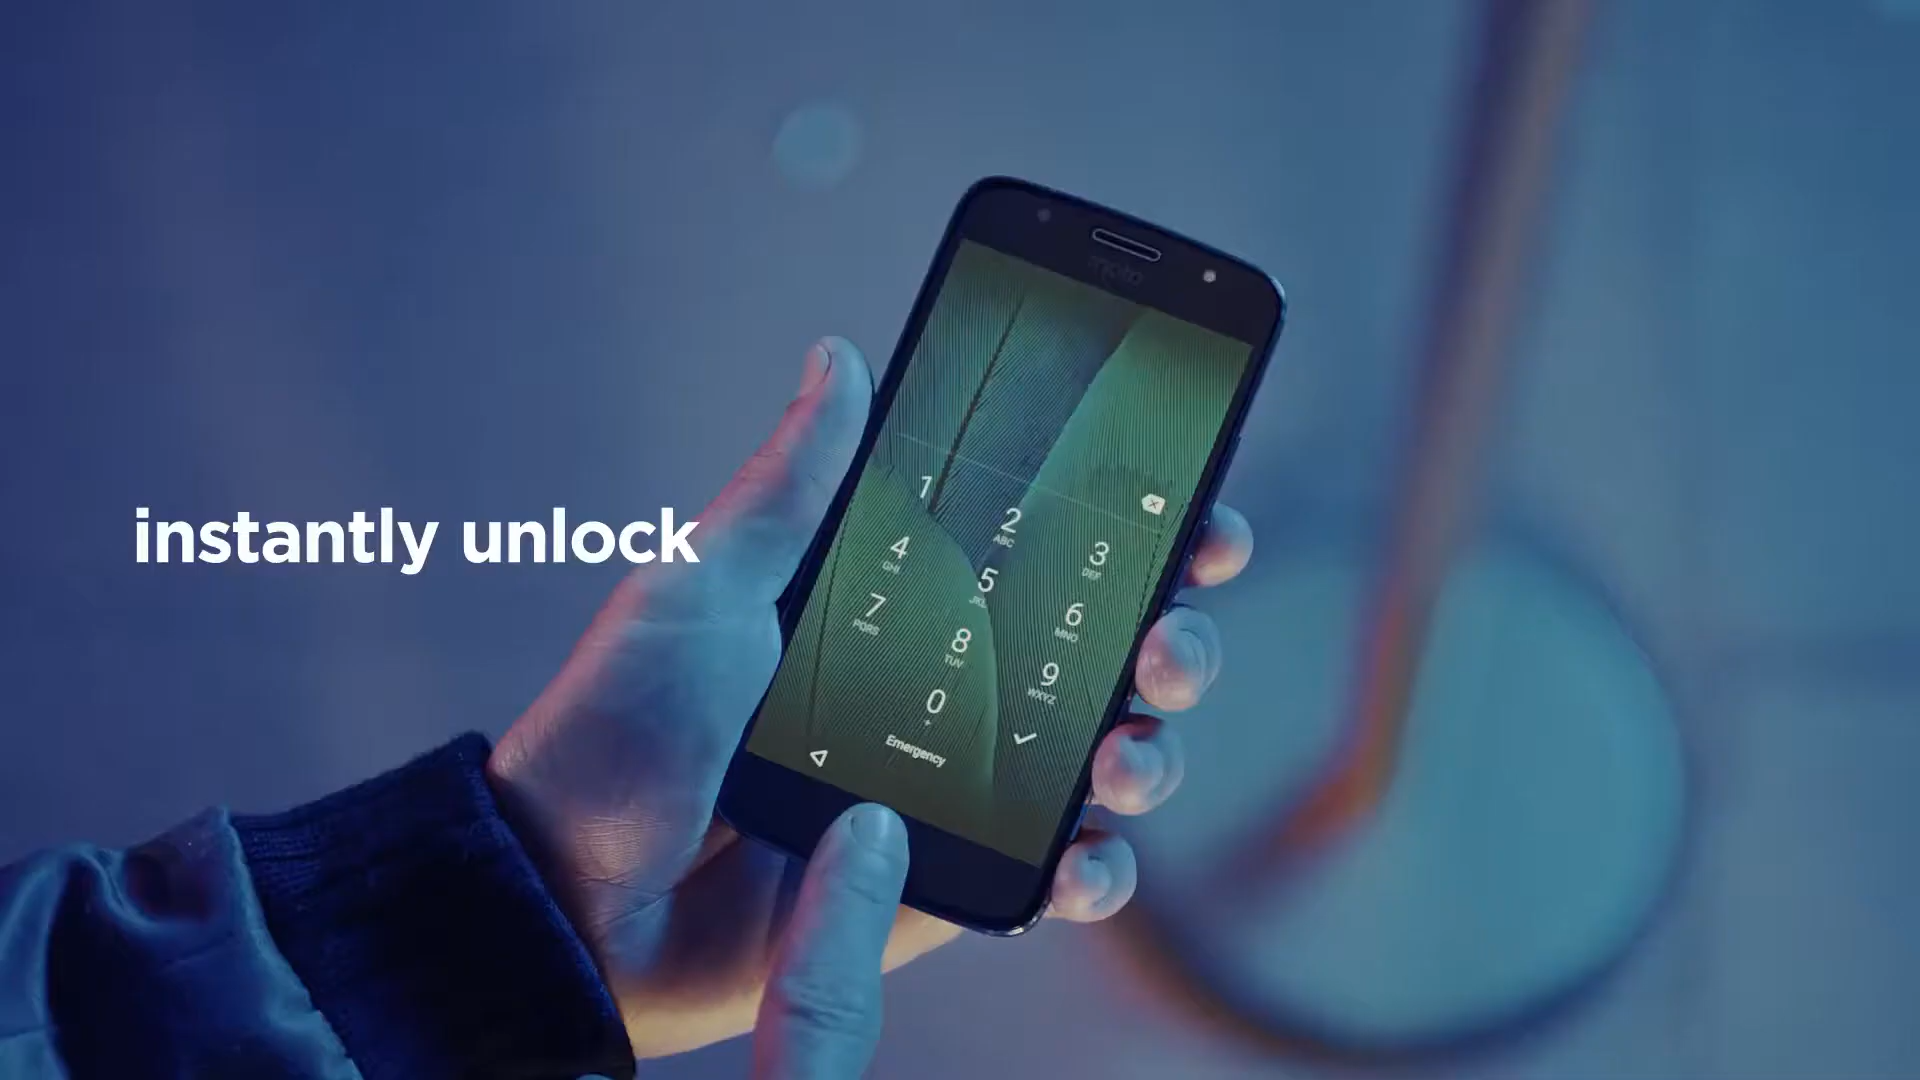 moto
instantly unlock
1
2
ABC
3
DEF
4
GHI
5
JKL
6
MNO
7
PQRS
8
TUV
9
WXYZ
0
+
Emergency